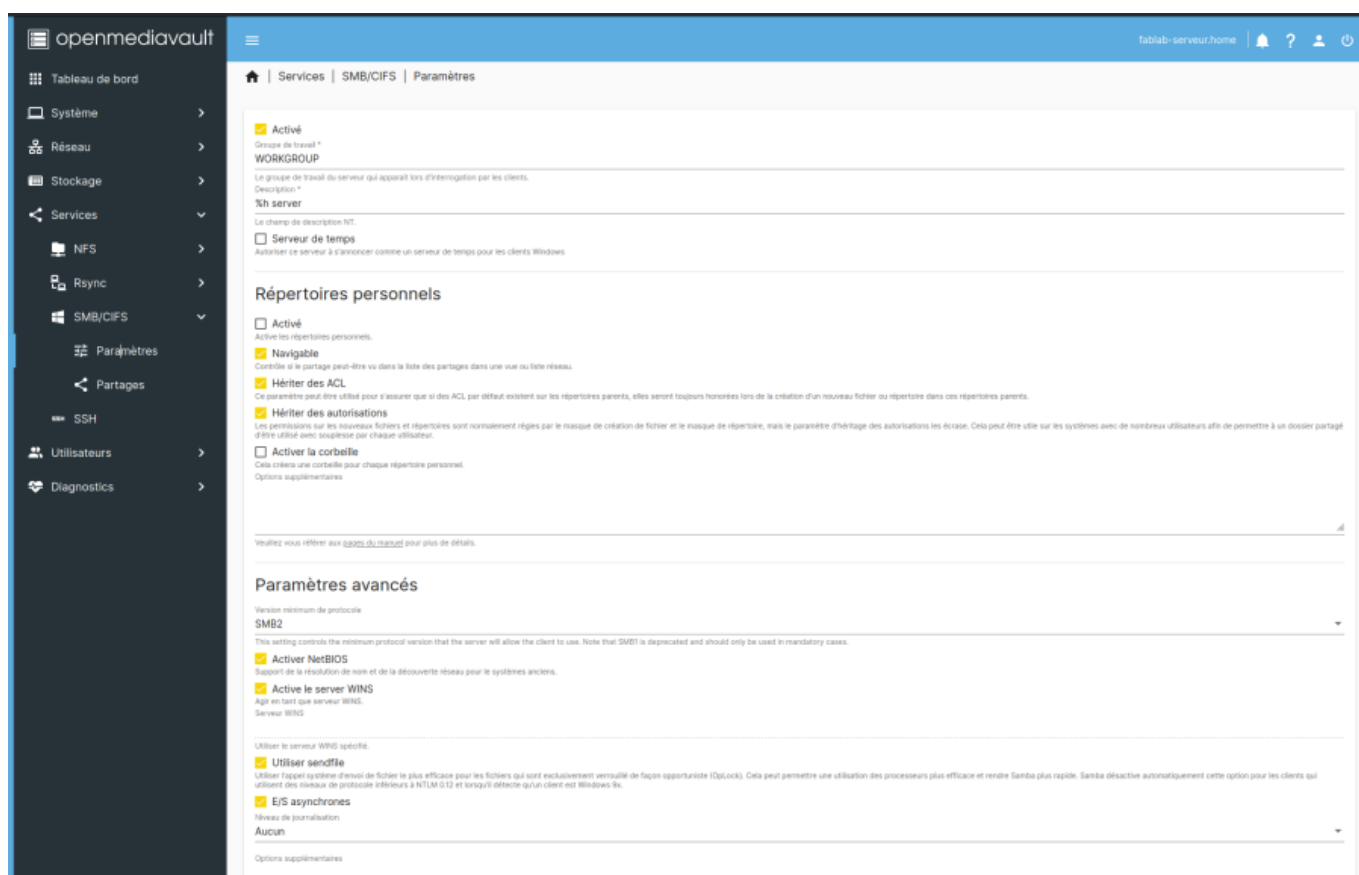 openmediavault
fablab-serveur.home
Tableau de bord
Système
Réseau
Stockage
Services
NFS
Rsync
SMB/CIFS
Paramètres
Partages
SSH
Utilisateurs
Diagnostics
| Services | SMB/CIFS | Paramètres
Activé
Groupe de travail *
WORKGROUP
Le groupe de travail du serveur qui apparait lors d'interrogation par les clients.
Description *
%h server
Le champ de description NT.
Serveur de temps
Autoriser ce serveur à s'annoncer comme un serveur de temps pour les clients Windows
Répertoires personnels
Activé
Active les répertoires personnels.
Navigable
Contrôle si le partage peut-être vu dans la liste des partages dans une vue ou liste réseau.
Hériter des ACL
Ce paramètre peut être utilisé pour s'assurer que si des ACL par défaut existent sur les répertoires parents, elles seront toujours honorées lors de la création d'un nouveau fichier ou répertoire dans ces répertoires parents.
Hériter des autorisations
Les permissions sur les nouveaux fichiers et répertoires sont normalement régies par le masque de création de fichier et le masque de répertoire, mais le paramètre d'héritage des autorisations les écrase. Cela peut être utile sur les systèmes avec de nombreux utilisateurs afin de permettre à un dossier partagé
d'être utilisé avec souplesse par chaque utilisateur.
Activer la corbeille
Cela créera une corbeille pour chaque répertoire personnel.
Options supplémentaires
Veuillez vous référer aux pages du manuel pour plus de détails.
Paramètres avancés
Version minimum de protocole
SMB2
This setting controls the minimum protocol version that the server will allow the client to use. Note that SMB1 is deprecated and should only be used in mandatory cases.
Activer NetBIOS
Support de la résolution de nom et de la découverte réseau pour le systèmes anciens.
Active le server WINS
Agir en tant que serveur WINS.
Serveur WINS
Utiliser le serveur WINS spécifié.
Utiliser sendfile
Utiliser l'appel système d'envoi de fichier le plus efficace pour les fichiers qui sont exclusivement verrouillé de façon opportuniste (OpLock). Cela peut permettre une utilisation des processeurs plus efficace et rendre Samba plus rapide. Samba désactive automatiquement cette option pour les clients qui
utilisent des niveaux de protocole inférieurs à NTLM 0.12 et lorsqu'il détecte qu'un client est Windows 9x.
E/S asynchrones
Niveau de journalisation
Aucun
Options supplémentaires